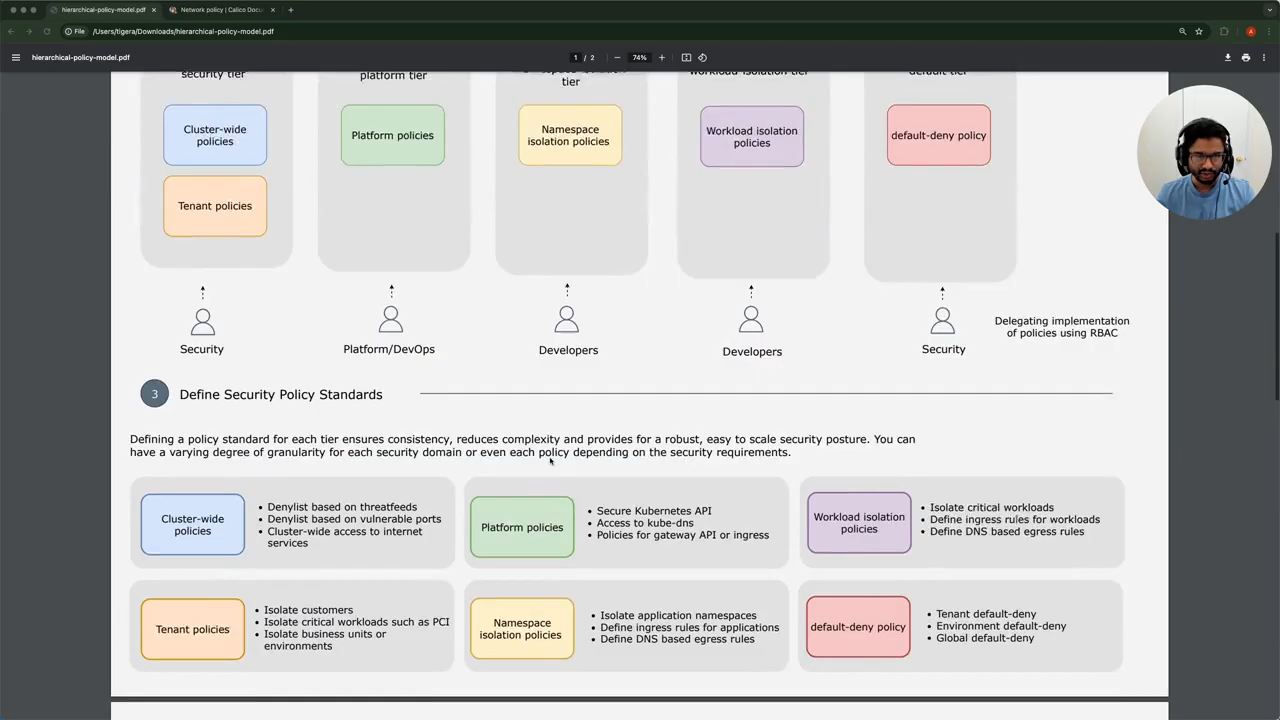 hierarchical-policy-model.pdf
Network policy | Calico Docu
File
/Users/tigera/Downloads/hierarchical-policy-model.pdf
hierarchical-policy-model.pdf
1 / 2
74%
security tier
platform tier
tier
default tier
Cluster-wide
policies
Platform policies
Namespace
isolation policies
Workload isolation
policies
default-deny policy
Tenant policies
Security
Platform/DevOps
Developers
Developers
Security
Delegating implementation
of policies using RBAC
3
Define Security Policy Standards
Defining a policy standard for each tier ensures consistency, reduces complexity and provides for a robust, easy to scale security posture. You can
have a varying degree of granularity for each security domain or even each policy depending on the security requirements.
Cluster-wide
policies
• Denylist based on threatfeeds
• Denylist based on vulnerable ports
• Cluster-wide access to internet
services
Platform policies
• Secure Kubernetes API
• Access to kube-dns
• Policies for gateway API or ingress
Workload isolation
policies
• Isolate critical workloads
• Define ingress rules for workloads
• Define DNS based egress rules
Tenant policies
• Isolate customers
• Isolate critical workloads such as PCI
• Isolate business units or
environments
Namespace
isolation policies
• Isolate application namespaces
• Define ingress rules for applications
• Define DNS based egress rules
default-deny policy
• Tenant default-deny
• Environment default-deny
• Global default-deny